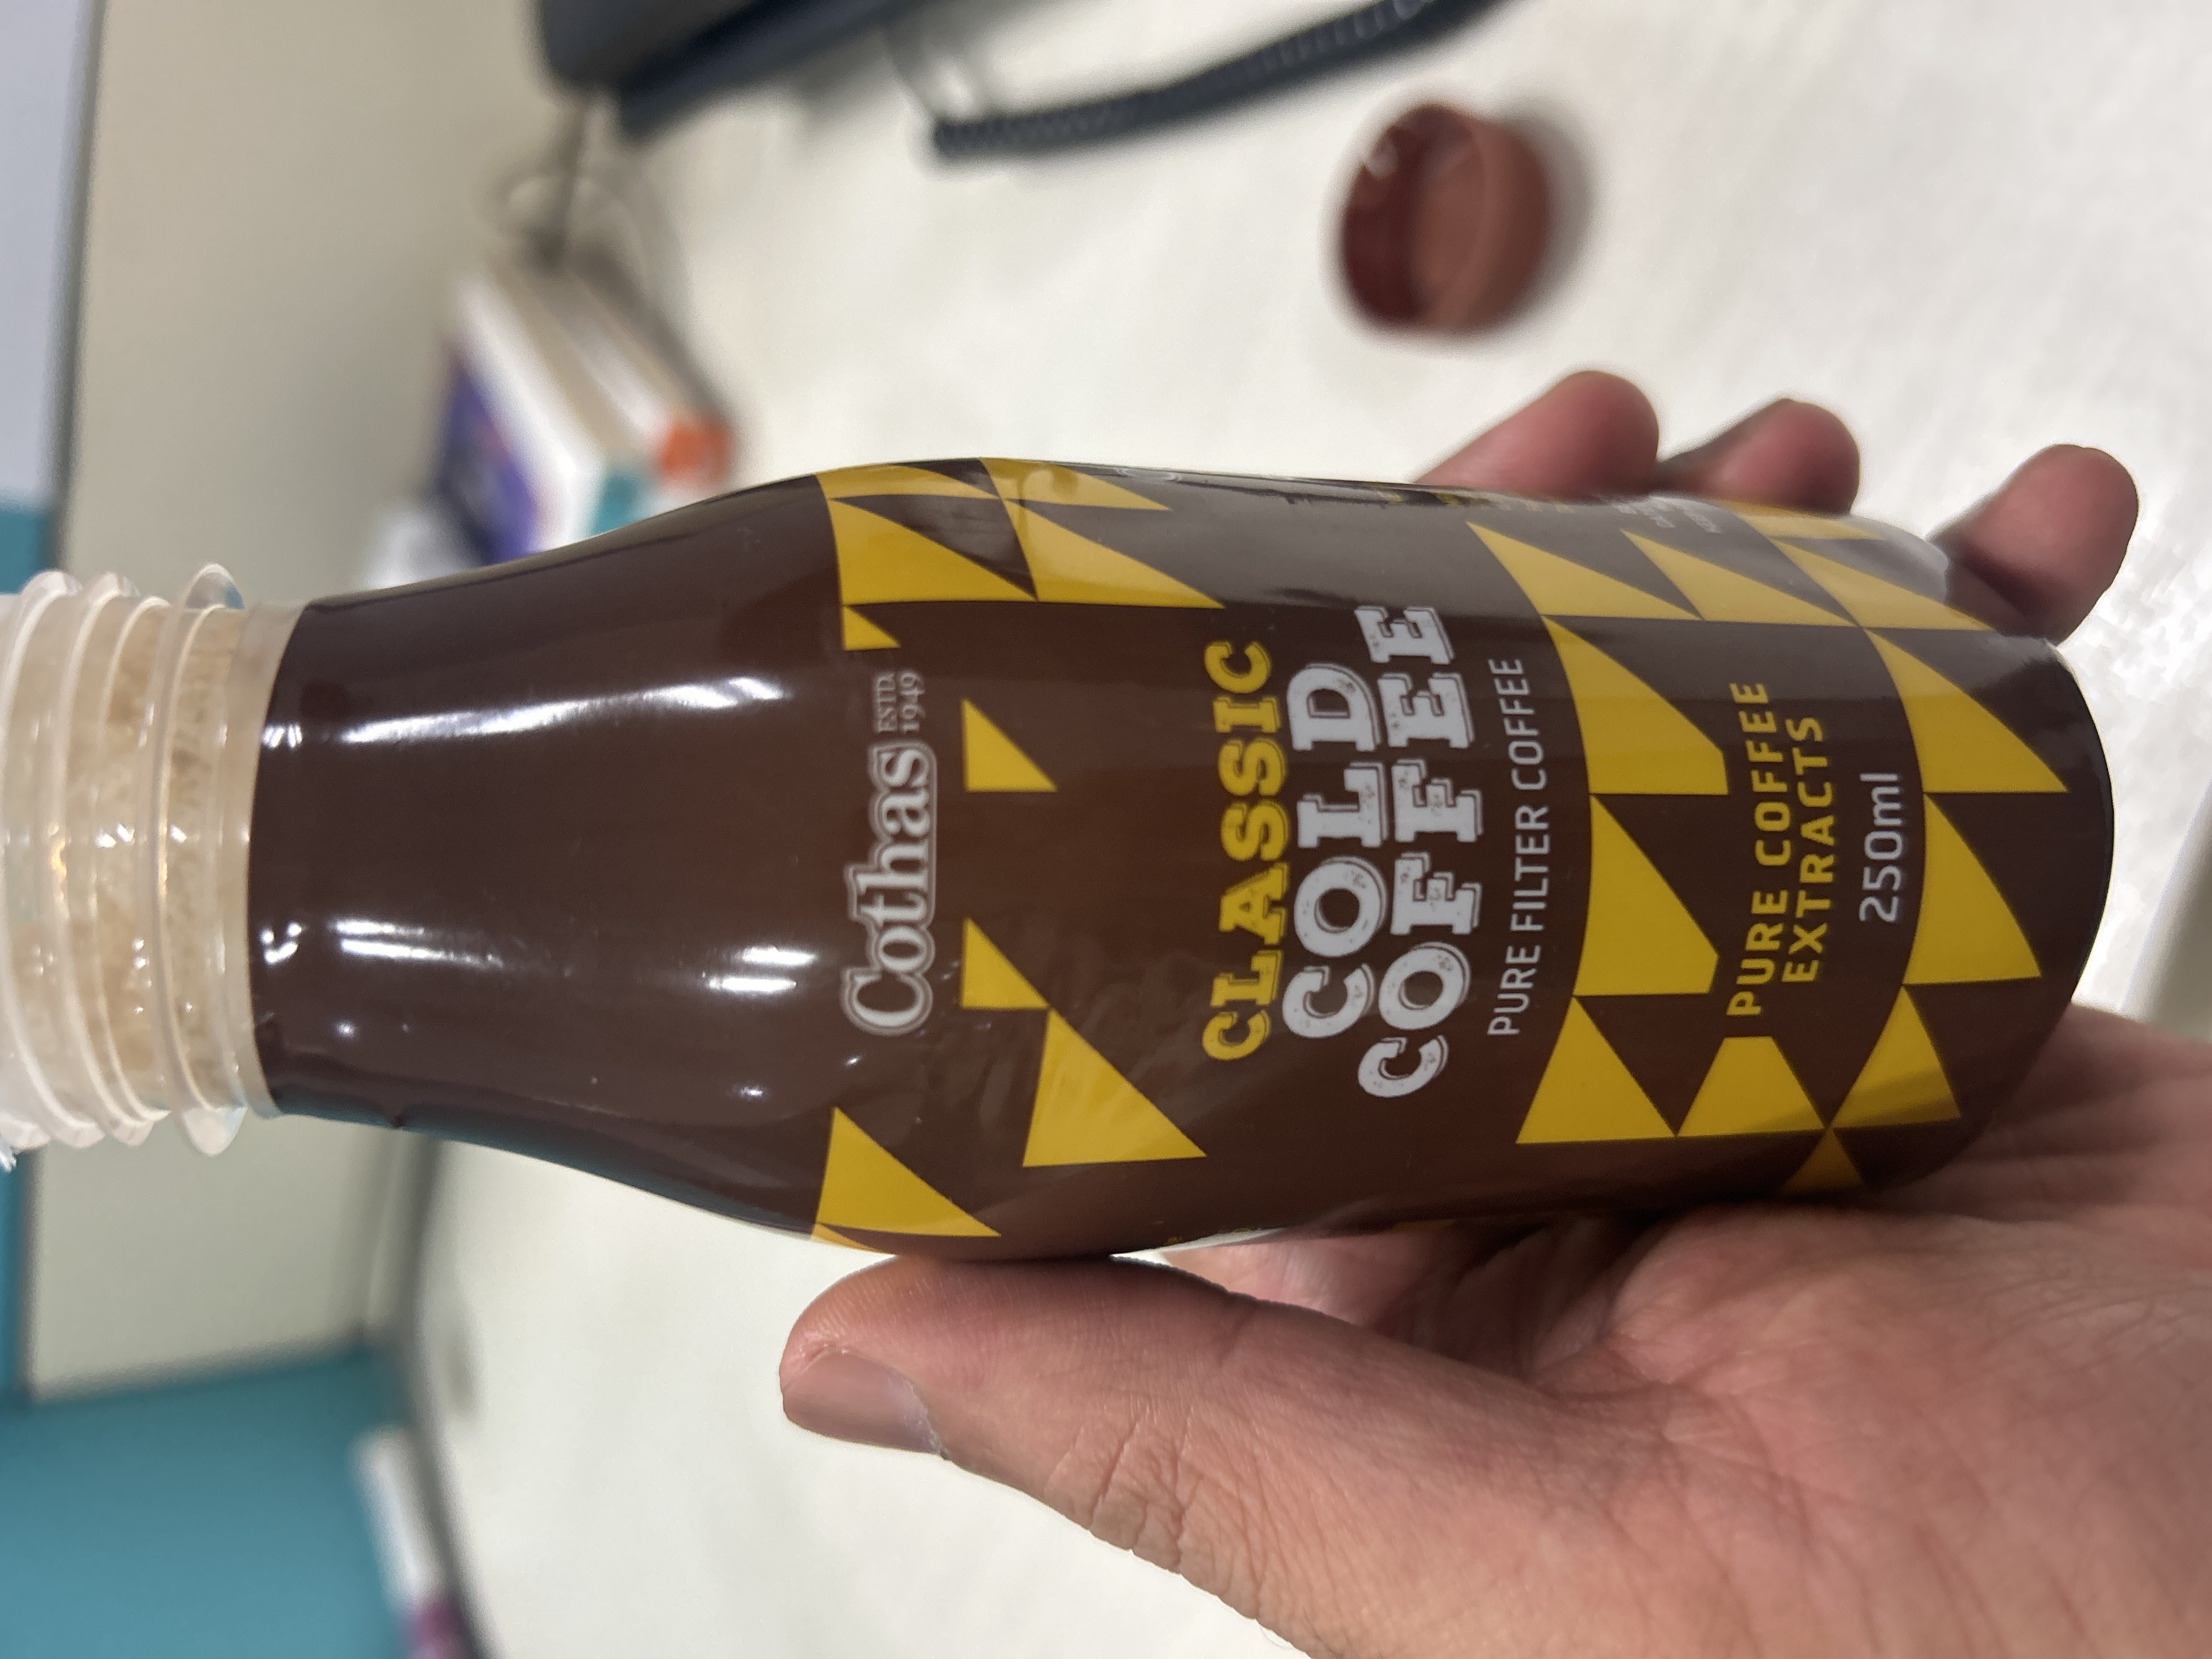 Cothas ESTD. 1949
CLASSIC
COLD
COFFEE
PURE FILTER COFFEE
PURE COFFEE
EXTRACTS
250ml